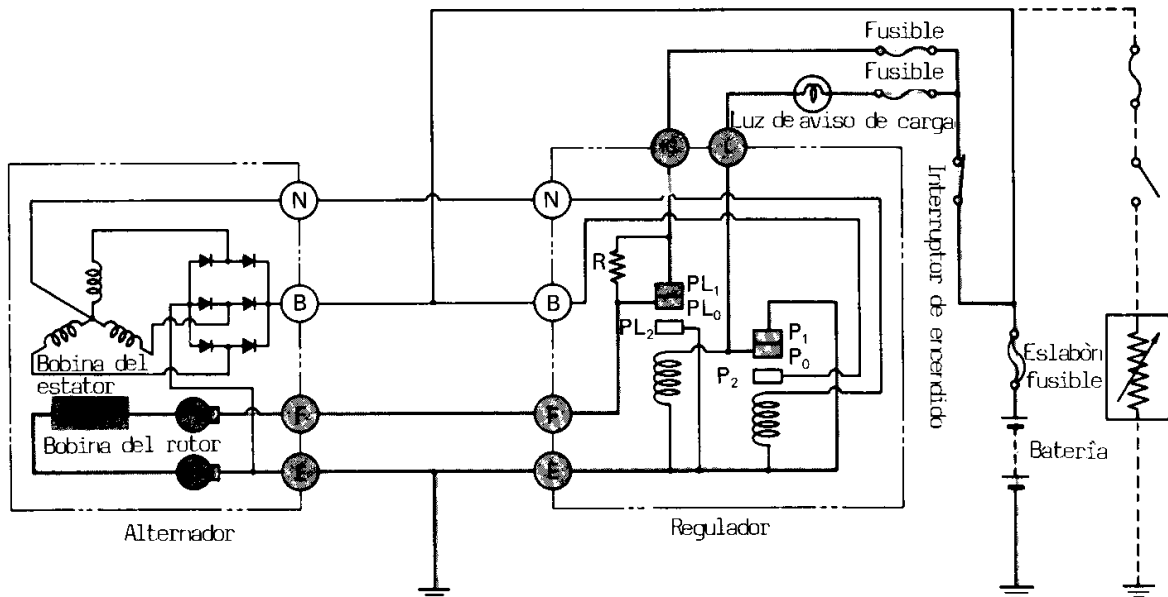 Fusible
Fusible
Luz de aviso de carga
IG
L
N
N
R
PL1
PL0
B
B
PL2
P1
P0
P2
Interruptor de encendido
Bobina del
estator
Eslabòn
fusible
F
F
Bobina del rotor
Batería
E
E
Alternador
Regulador